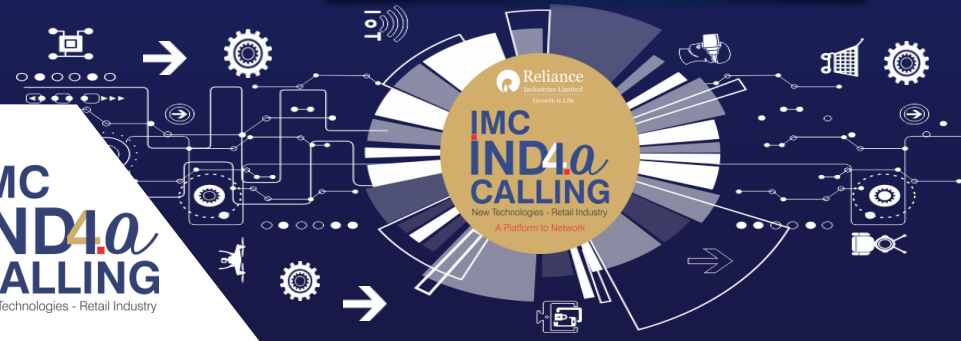 IoT
Reliance
Industries Limited
Growth is Life
IMC
IND4.a
CALLING
New Technologies - Retail Industry
A Platform to Network
MC
ND4.a
ALLING
Technologies - Retail Industry